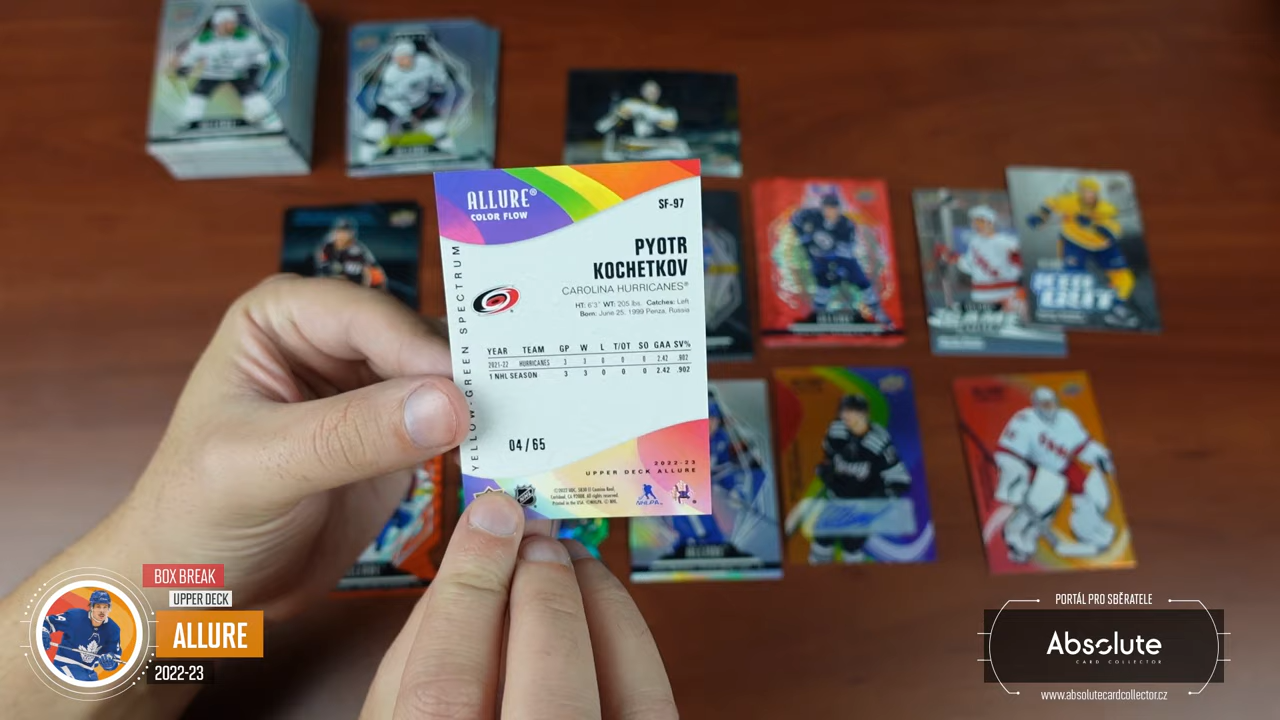 ALLURE®
COLOR FLOW
SF-97
PYOTR
KOCHETKOV
CAROLINA HURRICANES®
HT: 6'3" WT: 205 lbs. Catches: Left
Born: June 25, 1999 Penza, Russia
YELLOW-GREEN SPECTRUM
YEAR TEAM GP W L T/OT SO GAA SV%
2021-22 HURRICANES 3 3 0 0 0 2.42 .902
1 NHL SEASON 3 3 0 0 0 2.42 .902
04/65
2022-23
UPPER DECK ALLURE
BOX BREAK
UPPER DECK
ALLURE
2022-23
PORTÁL PRO SBĚRATELE
Absolute
CARD COLLECTOR
www.absolutecardcollector.cz